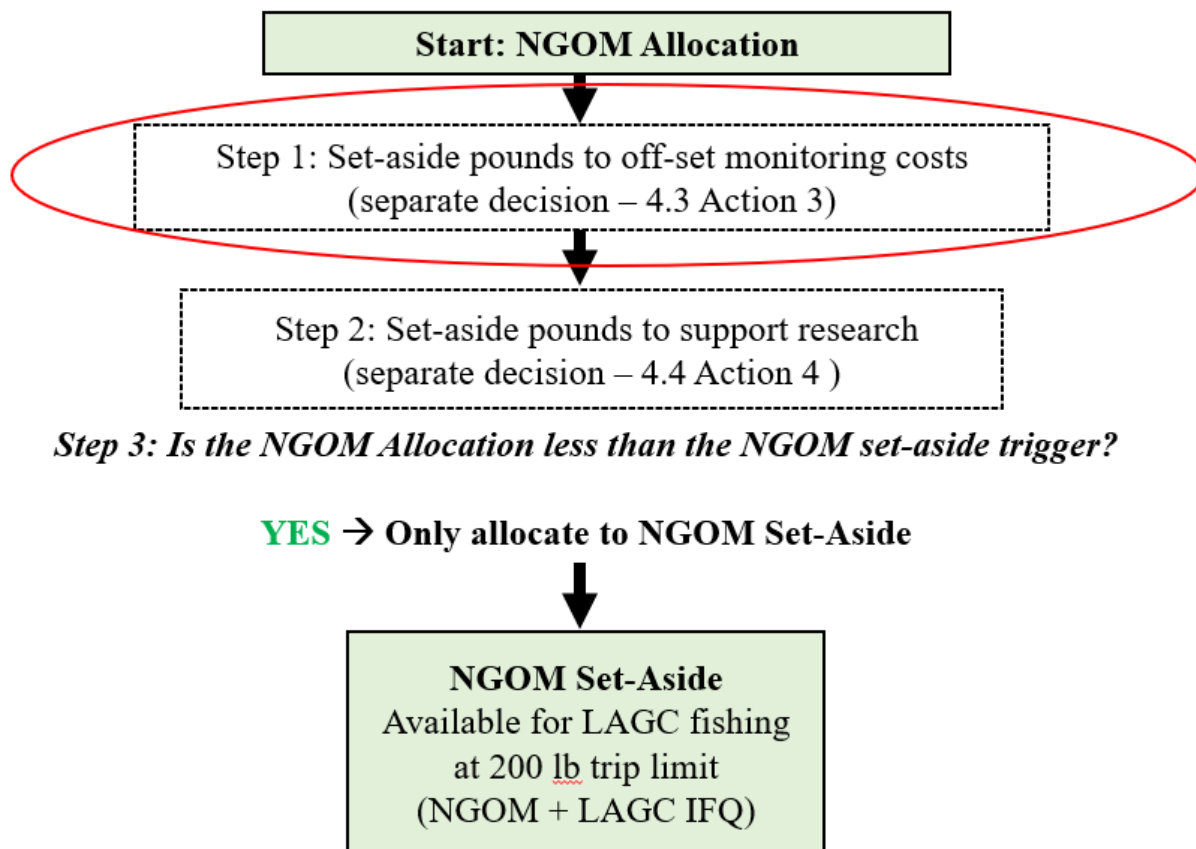 Start: NGOM Allocation
Step 1: Set-aside pounds to off-set monitoring costs
(separate decision – 4.3 Action 3)
Step 2: Set-aside pounds to support research
(separate decision – 4.4 Action 4 )
Step 3: Is the NGOM Allocation less than the NGOM set-aside trigger?
YES → Only allocate to NGOM Set-Aside
NGOM Set-Aside
Available for LAGC fishing
at 200 lb trip limit
(NGOM + LAGC IFQ)